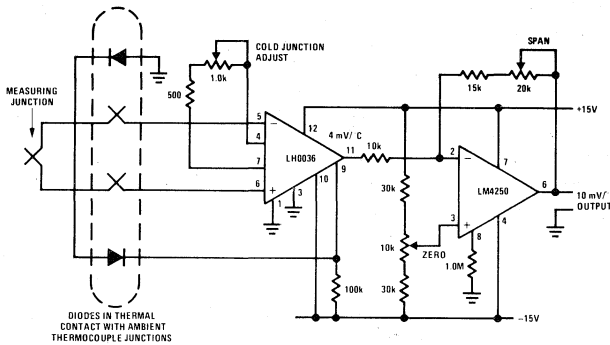 COLD JUNCTION
ADJUST
1.0k
500
SPAN
15k
20k
MEASURING
JUNCTION
+15V
5
−
4
12
4 mV/ C
7
LH0036
11
10k
2
−
7
6
+
10
9
1
3
30k
LM4250
6
10 mV/
OUTPUT
3
+
4
8
10k
ZERO
1.0M
100k
30k
−15V
DIODES IN THERMAL
CONTACT WITH AMBIENT
THERMOCOUPLE JUNCTIONS